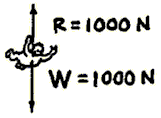 R = 1000 N
W = 1000 N